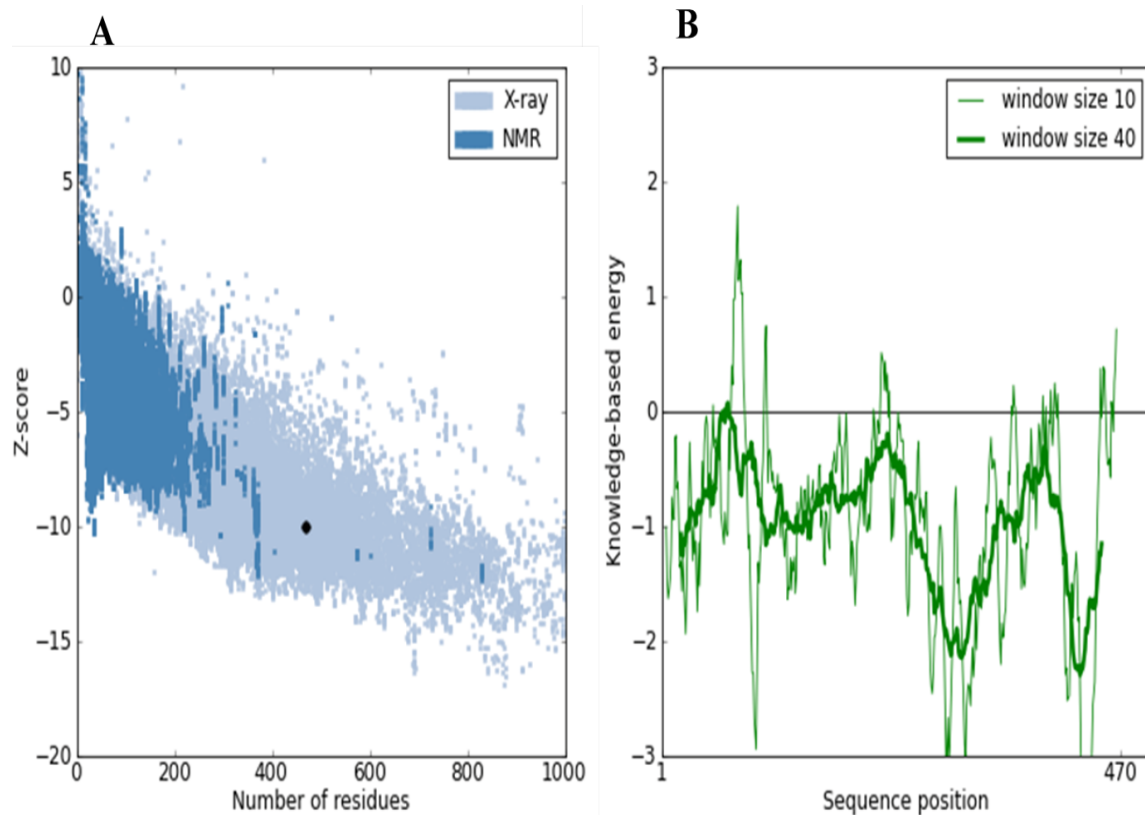 A
10
5
0
−5
−10
−15
−20
Z-score
X-ray
NMR
0 200 400 600 800 1000
Number of residues
B
3
2
1
0
−1
−2
−3
Knowledge-based energy
window size 10
window size 40
1 470
Sequence position